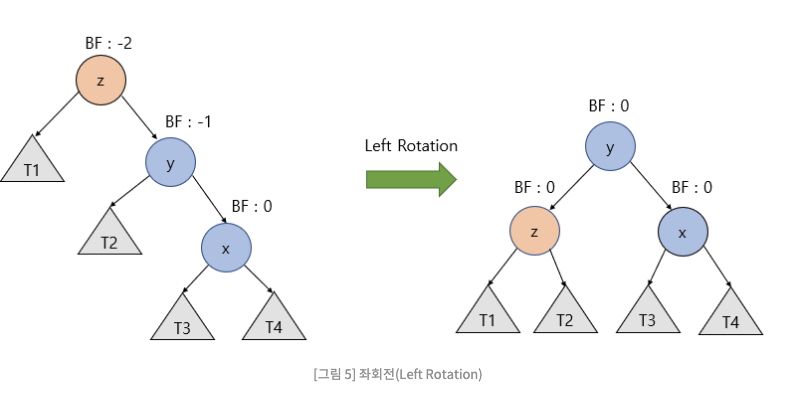 BF : -2
z
BF : -1
T1
y
T2
BF : 0
x
T3
T4
Left Rotation
BF : 0
y
BF : 0
BF : 0
z
x
T1
T2
T3
T4
[그림 5] 좌회전(Left Rotation)